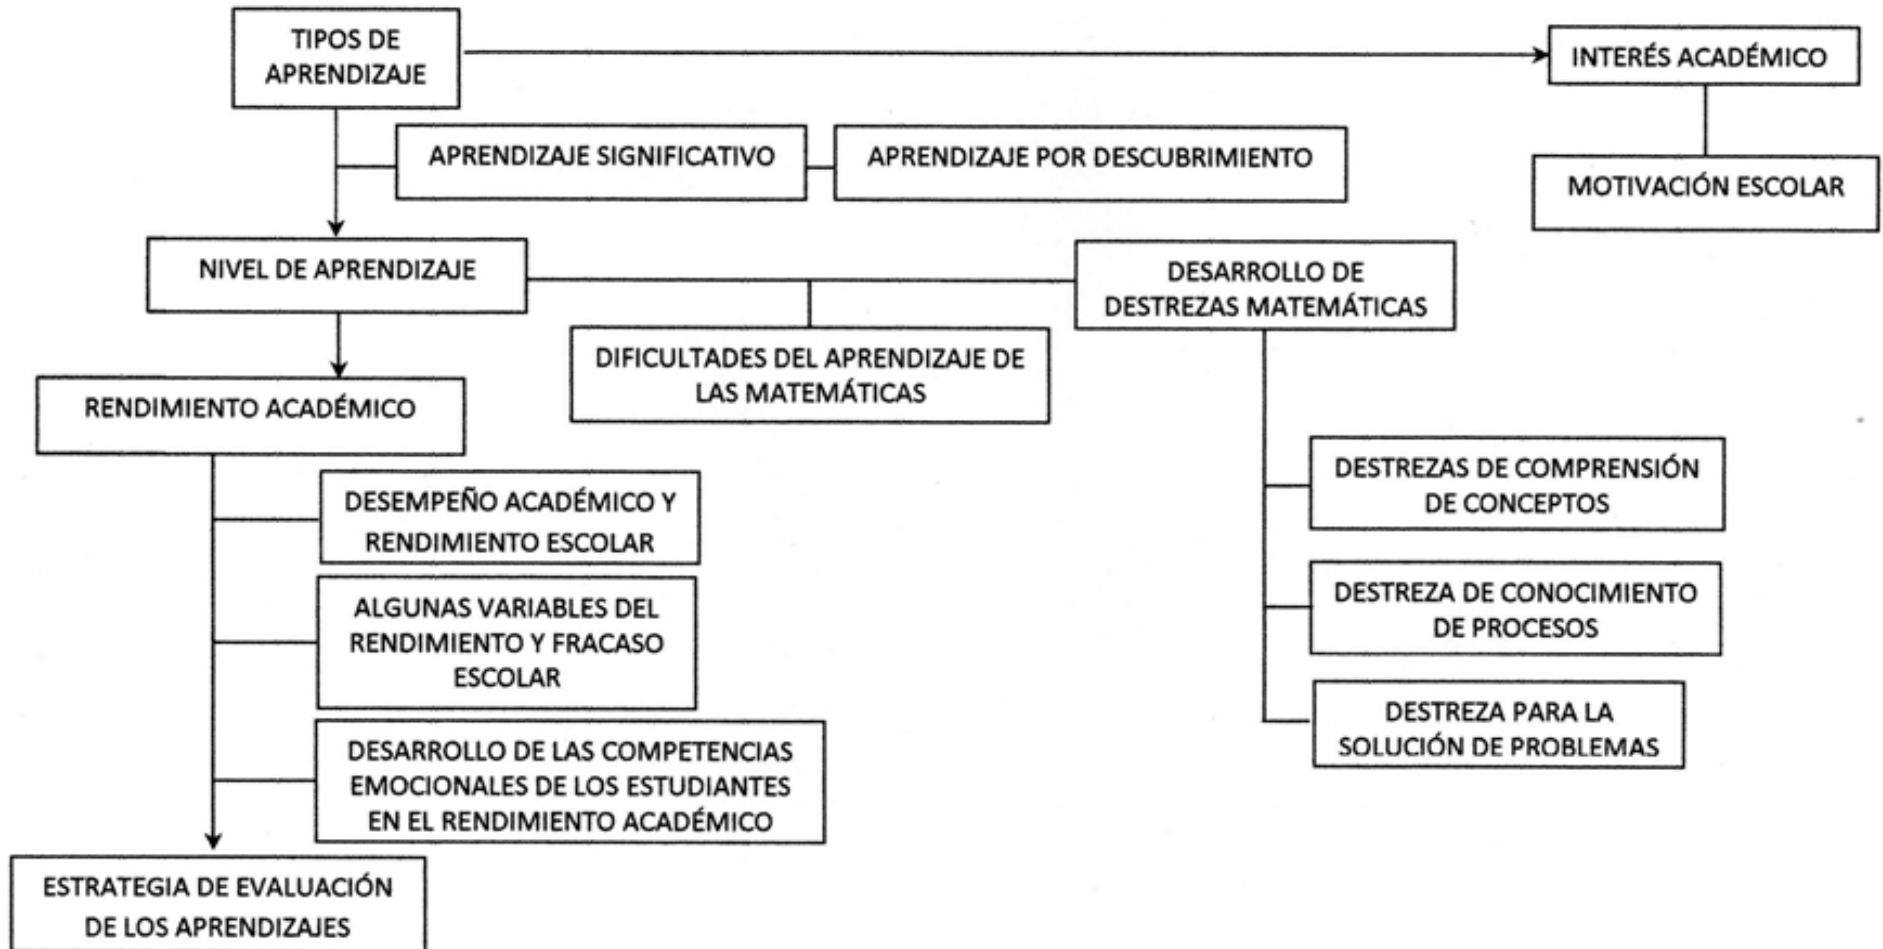 TIPOS DE
APRENDIZAJE
INTERÉS ACADÉMICO
APRENDIZAJE SIGNIFICATIVO
APRENDIZAJE POR DESCUBRIMIENTO
MOTIVACIÓN ESCOLAR
NIVEL DE APRENDIZAJE
DESARROLLO DE
DESTREZAS MATEMÁTICAS
DIFICULTADES DEL APRENDIZAJE DE
LAS MATEMÁTICAS
RENDIMIENTO ACADÉMICO
DESTREZAS DE COMPRENSIÓN
DE CONCEPTOS
DESEMPEÑO ACADÉMICO Y
RENDIMIENTO ESCOLAR
DESTREZA DE CONOCIMIENTO
DE PROCESOS
ALGUNAS VARIABLES DEL
RENDIMIENTO Y FRACASO
ESCOLAR
DESTREZA PARA LA
SOLUCIÓN DE PROBLEMAS
DESARROLLO DE LAS COMPETENCIAS
EMOCIONALES DE LOS ESTUDIANTES
EN EL RENDIMIENTO ACADÉMICO
ESTRATEGIA DE EVALUACIÓN
DE LOS APRENDIZAJES